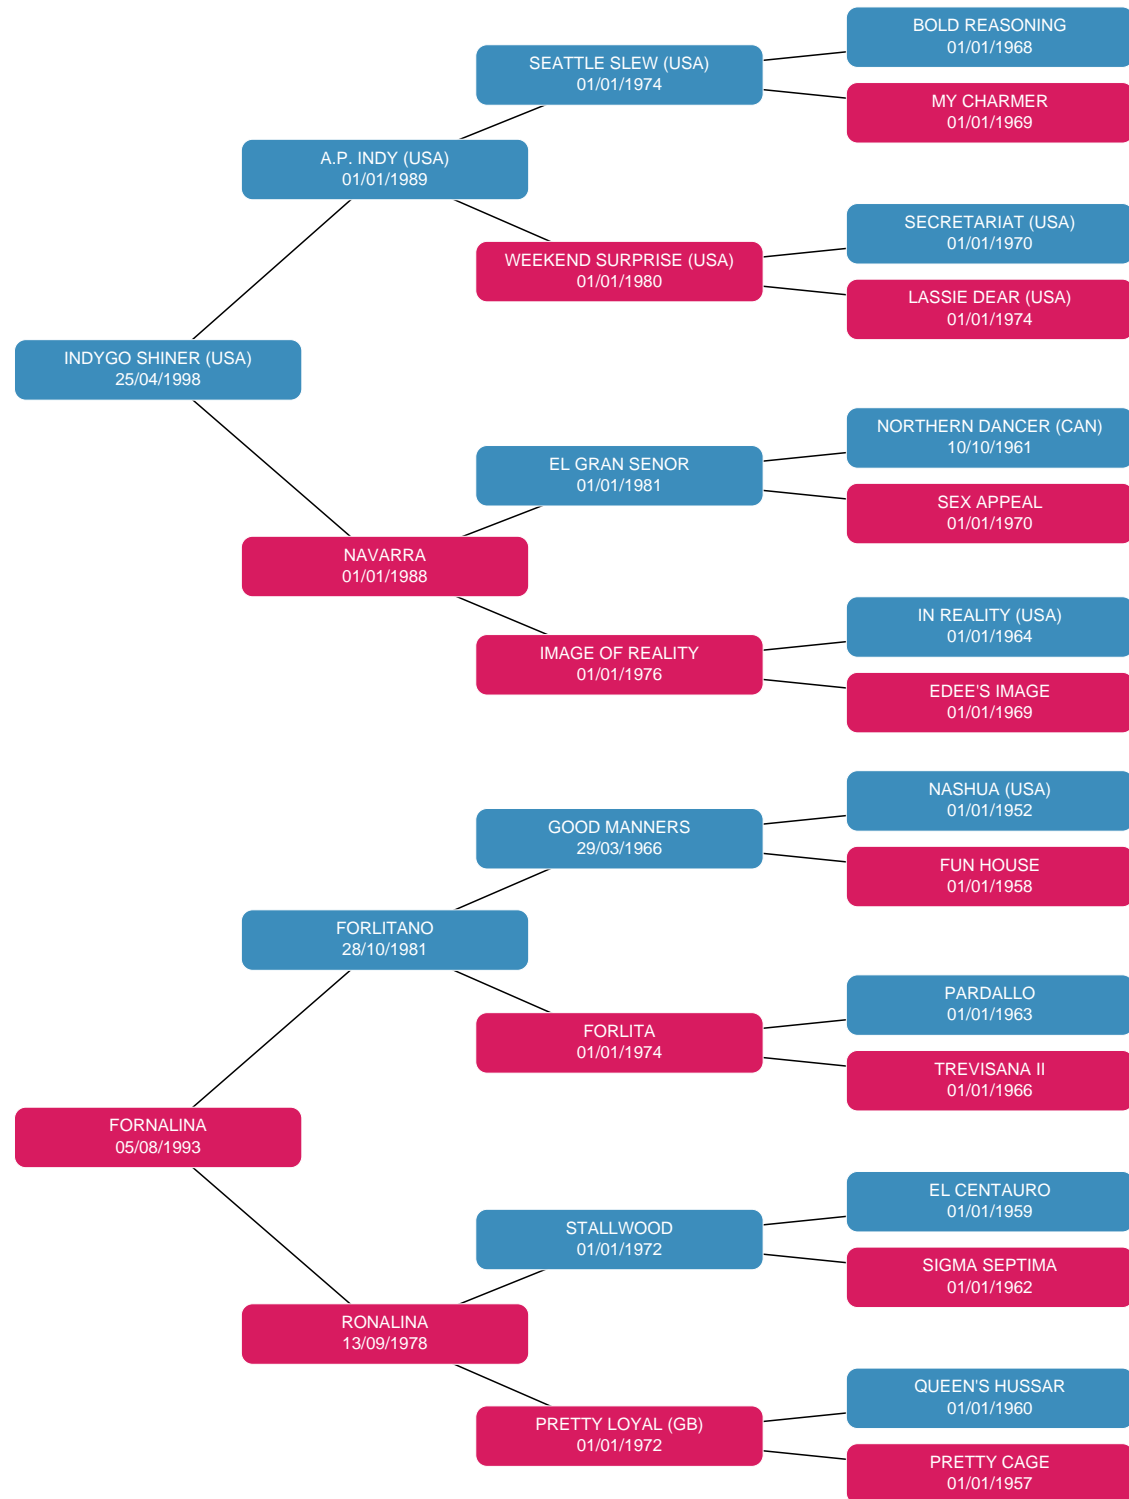 BOLD REASONING
01/01/1968
SEATTLE SLEW (USA)
01/01/1974
MY CHARMER
01/01/1969
A.P. INDY (USA)
01/01/1989
SECRETARIAT (USA)
01/01/1970
WEEKEND SURPRISE (USA)
01/01/1980
LASSIE DEAR (USA)
01/01/1974
INDYGO SHINER (USA)
25/04/1998
NORTHERN DANCER (CAN)
10/10/1961
EL GRAN SENOR
01/01/1981
SEX APPEAL
01/01/1970
NAVARRA
01/01/1988
IN REALITY (USA)
01/01/1964
IMAGE OF REALITY
01/01/1976
EDEE'S IMAGE
01/01/1969
NASHUA (USA)
01/01/1952
GOOD MANNERS
29/03/1966
FUN HOUSE
01/01/1958
FORLITANO
28/10/1981
PARDALLO
01/01/1963
FORLITA
01/01/1974
TREVISANA II
01/01/1966
FORNALINA
05/08/1993
EL CENTAURO
01/01/1959
STALLWOOD
01/01/1972
SIGMA SEPTIMA
01/01/1962
RONALINA
13/09/1978
QUEEN'S HUSSAR
01/01/1960
PRETTY LOYAL (GB)
01/01/1972
PRETTY CAGE
01/01/1957